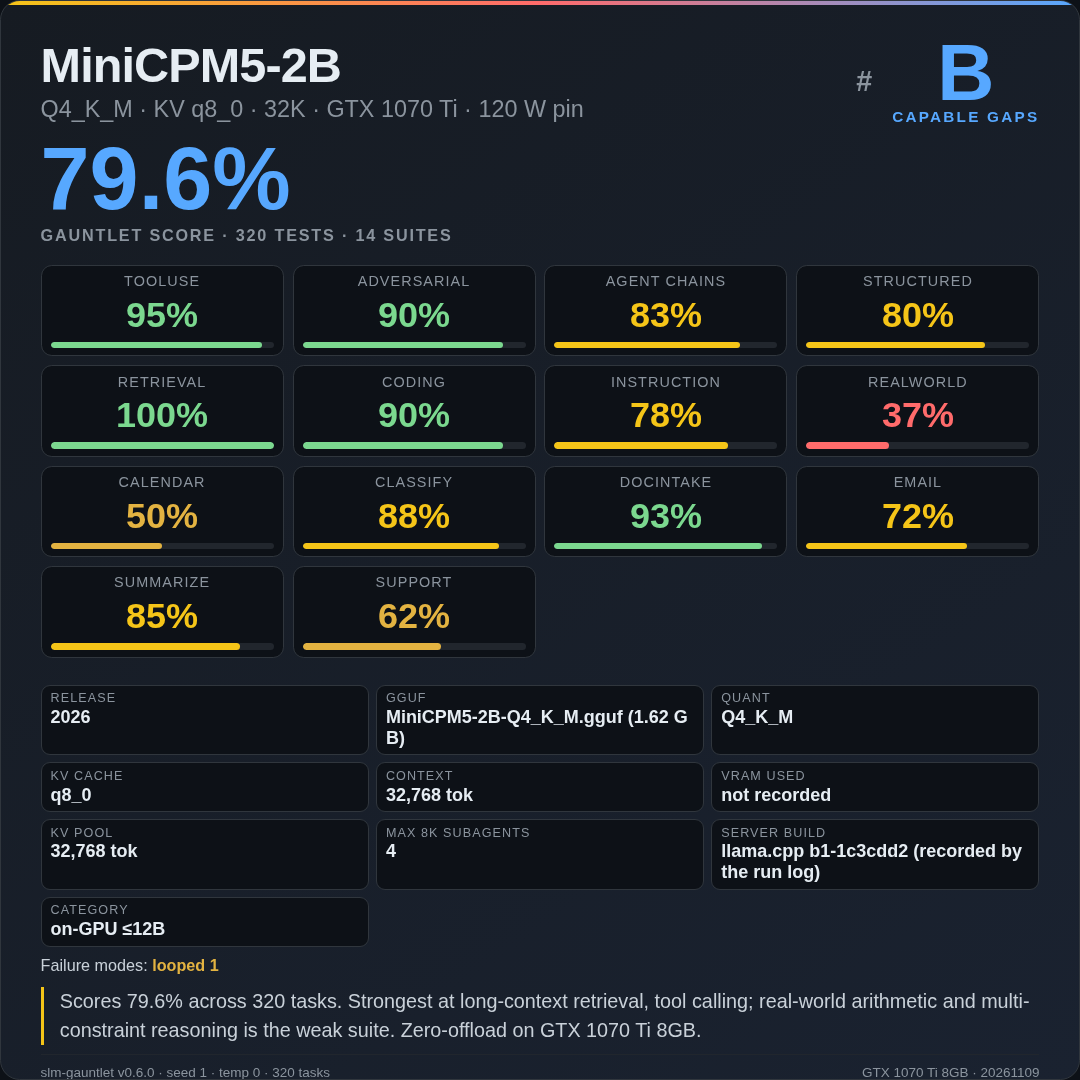 MiniCPM5-2B
# B
Q4_K_M · KV q8_0 · 32K · GTX 1070 Ti · 120 W pin
CAPABLE GAPS
79.6%
GAUNTLET SCORE · 320 TESTS · 14 SUITES
TOOLUSE
95%
ADVERSARIAL
90%
AGENT CHAINS
83%
STRUCTURED
80%
RETRIEVAL
100%
CODING
90%
INSTRUCTION
78%
REALWORLD
37%
CALENDAR
50%
CLASSIFY
88%
DOCINTAKE
93%
EMAIL
72%
SUMMARIZE
85%
SUPPORT
62%
RELEASE
2026
GGUF
MiniCPM5-2B-Q4_K_M.gguf (1.62 G
B)
QUANT
Q4_K_M
KV CACHE
q8_0
CONTEXT
32,768 tok
VRAM USED
not recorded
KV POOL
32,768 tok
MAX 8K SUBAGENTS
4
SERVER BUILD
llama.cpp b1-1c3cdd2 (recorded by
the run log)
CATEGORY
on-GPU ≤12B
Failure modes: looped 1
Scores 79.6% across 320 tasks. Strongest at long-context retrieval, tool calling; real-world arithmetic and multi-
constraint reasoning is the weak suite. Zero-offload on GTX 1070 Ti 8GB.
slm-gauntlet v0.6.0 · seed 1 · temp 0 · 320 tasks
GTX 1070 Ti 8GB · 20261109